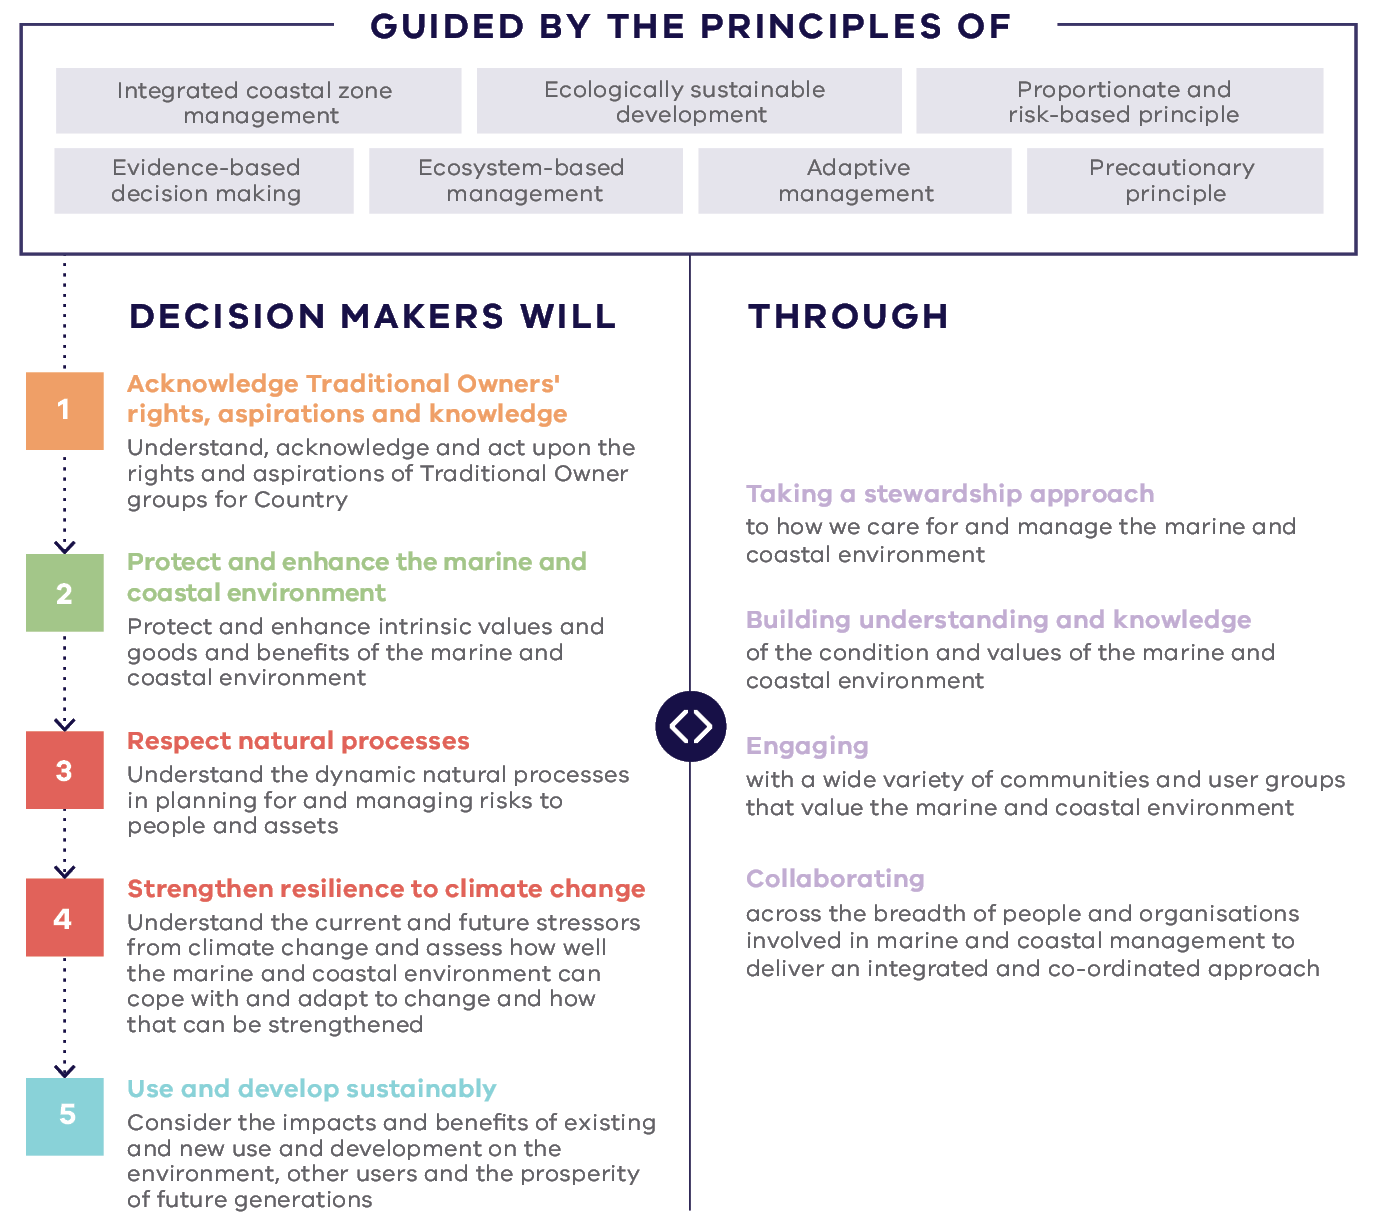 GUIDED BY THE PRINCIPLES OF
Integrated coastal zone
management
Ecologically sustainable
development
Proportionate and
risk-based principle
Evidence-based
decision making
Ecosystem-based
management
Adaptive
management
Precautionary
principle
DECISION MAKERS WILL
1
Acknowledge Traditional Owners'
rights, aspirations and knowledge
Understand, acknowledge and act upon the
rights and aspirations of Traditional Owner
groups for Country
2
Protect and enhance the marine and
coastal environment
Protect and enhance intrinsic values and
goods and benefits of the marine and
coastal environment
3
Respect natural processes
Understand the dynamic natural processes
in planning for and managing risks to
people and assets
4
Strengthen resilience to climate change
Understand the current and future stressors
from climate change and assess how well
the marine and coastal environment can
cope with and adapt to change and how
that can be strengthened
5
Use and develop sustainably
Consider the impacts and benefits of existing
and new use and development on the
environment, other users and the prosperity
of future generations
THROUGH
Taking a stewardship approach
to how we care for and manage the marine and
coastal environment
Building understanding and knowledge
of the condition and values of the marine and
coastal environment
Engaging
with a wide variety of communities and user groups
that value the marine and coastal environment
Collaborating
across the breadth of people and organisations
involved in marine and coastal management to
deliver an integrated and co-ordinated approach